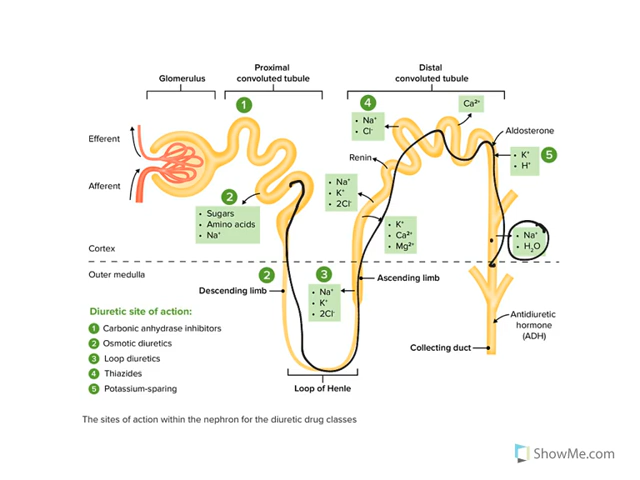 Proximal
convoluted tubule
Distal
convoluted tubule
Glomerulus
1
4
• Na⁺
• Cl⁻
Ca²⁺
Efferent
Aldosterone
Renin
• K⁺
• H⁺
5
Afferent
2
• Sugars
• Amino acids
• Na⁺
• Na⁺
• K⁺
• 2Cl⁻
• K⁺
• Ca²⁺
• Mg²⁺
• Na⁺
• H₂O
Cortex
Outer medulla
2
3
Ascending limb
Descending limb
• Na⁺
• K⁺
• 2Cl⁻
Diuretic site of action:
1 Carbonic anhydrase inhibitors
2 Osmotic diuretics
3 Loop diuretics
4 Thiazides
5 Potassium-sparing
Antidiuretic
hormone
(ADH)
Collecting duct
Loop of Henle
The sites of action within the nephron for the diuretic drug classes
ShowMe.com